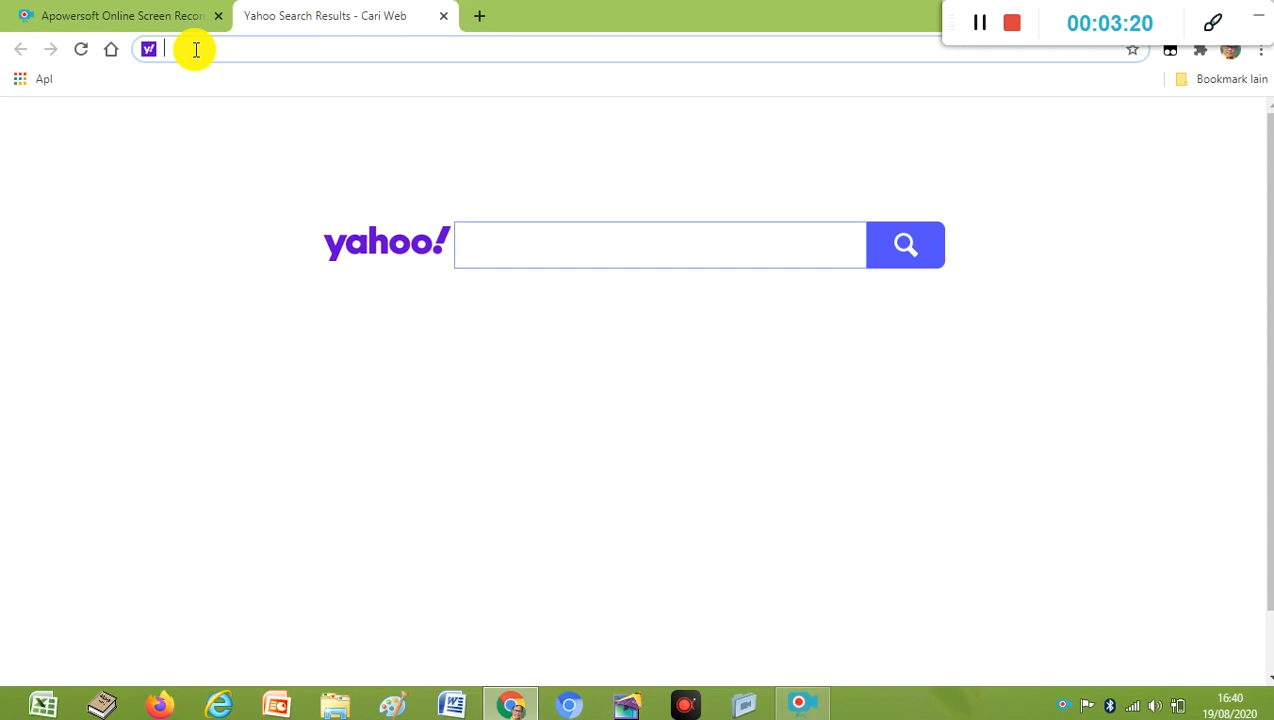 Apowersoft Online Screen Recor
Yahoo Search Results - Cari Web
00:03:20
y!
Apl
Bookmark lain
yahoo!
16:40
19/08/2020